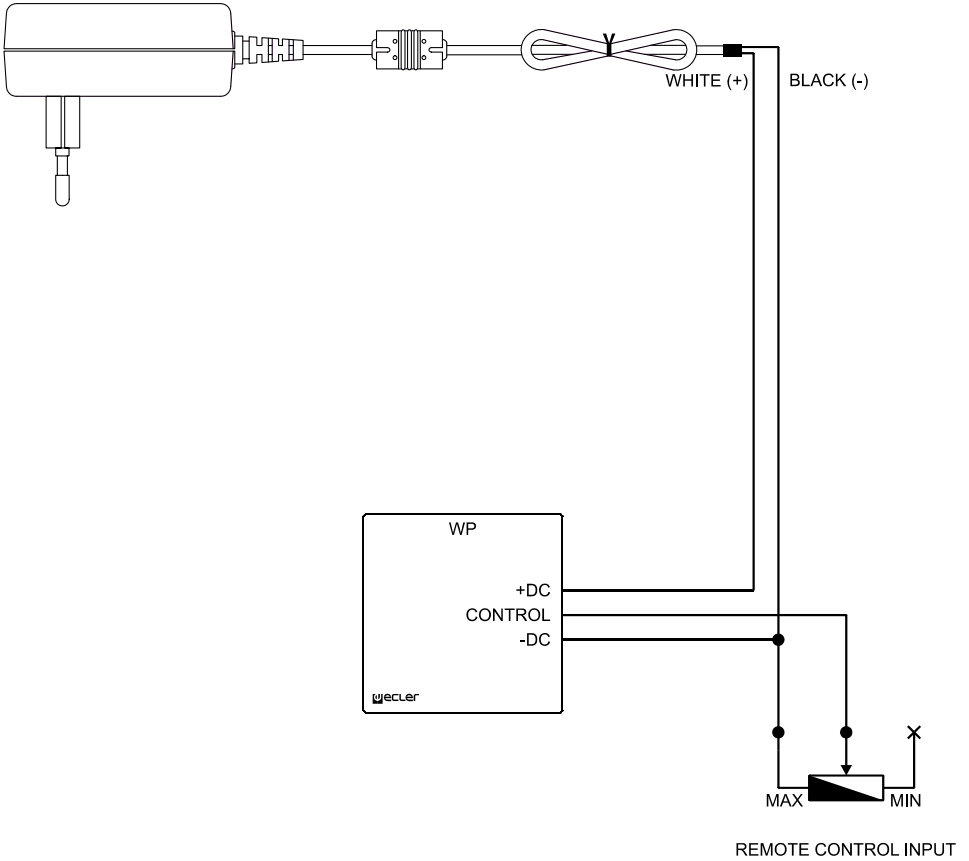 WHITE (+)
BLACK (-)
WP
+DC
CONTROL
-DC
ecler
MAX
MIN
REMOTE CONTROL INPUT